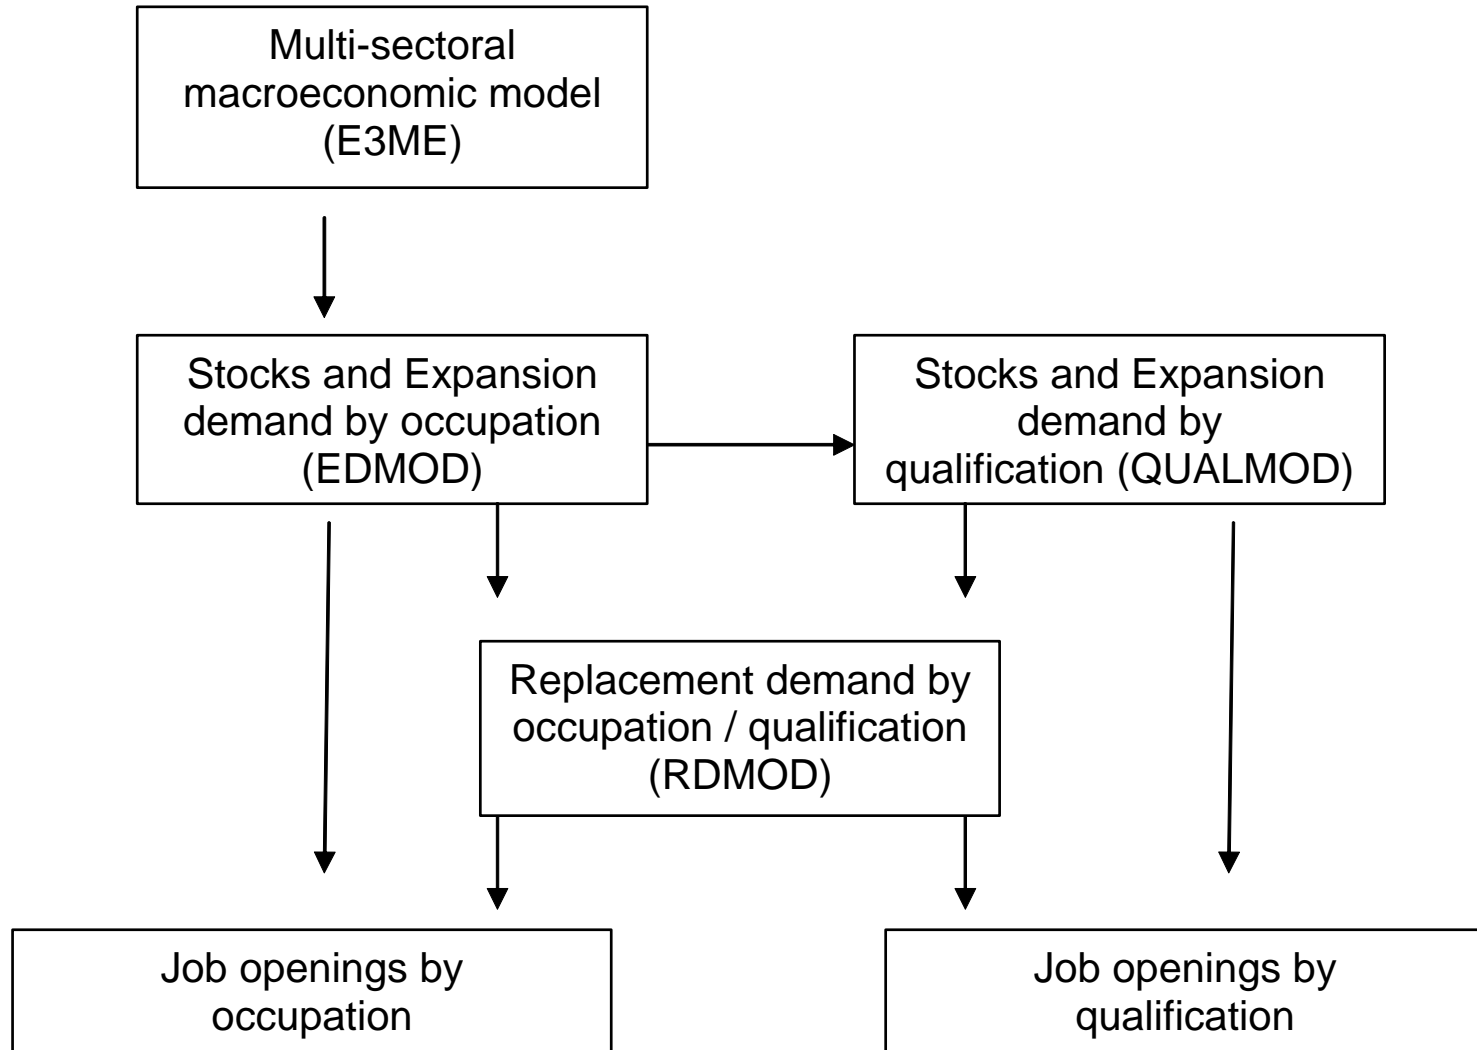 Multi-sectoral
macroeconomic model
(E3ME)
Stocks and Expansion
demand by occupation
(EDMOD)
Stocks and Expansion
demand by
qualification (QUALMOD)
Replacement demand by
occupation / qualification
(RDMOD)
Job openings by
occupation
Job openings by
qualification